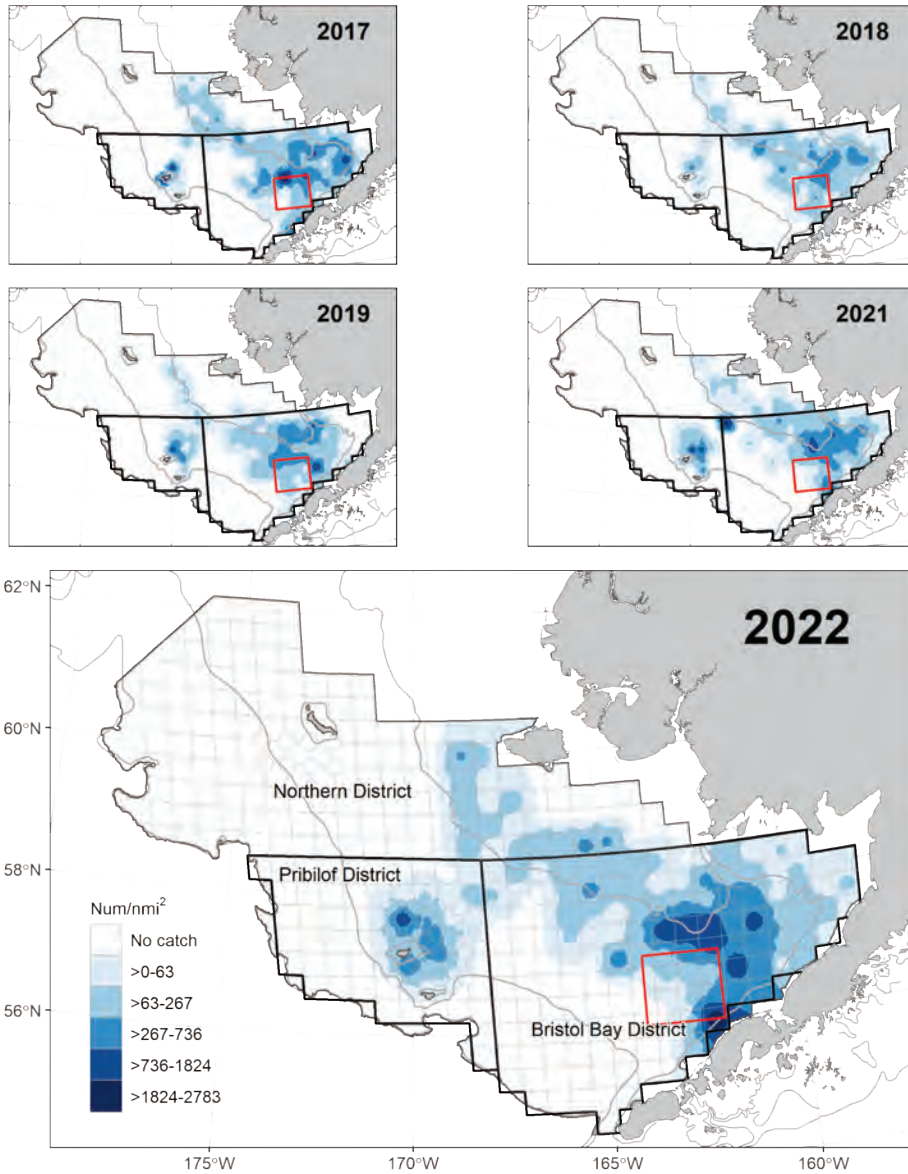 2017
2018
2019
2021
2022
62°N
60°N
58°N
56°N
Northern District
Pribilof District
Bristol Bay District
Num/nmi²
No catch
>0-63
>63-267
>267-736
>736-1824
>1824-2783
175°W
170°W
165°W
160°W